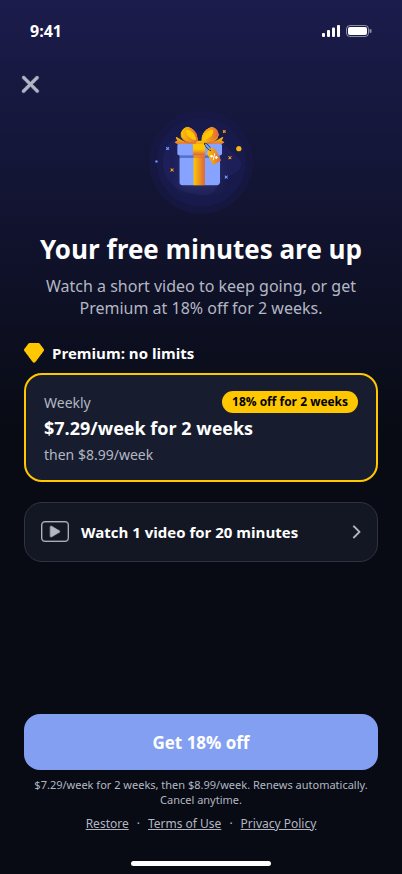 9:41
Your free minutes are up
Watch a short video to keep going, or get
Premium at 18% off for 2 weeks.
Premium: no limits
Weekly
18% off for 2 weeks
$7.29/week for 2 weeks
then $8.99/week
Watch 1 video for 20 minutes
Get 18% off
$7.29/week for 2 weeks, then $8.99/week. Renews automatically.
Cancel anytime.
Restore · Terms of Use · Privacy Policy